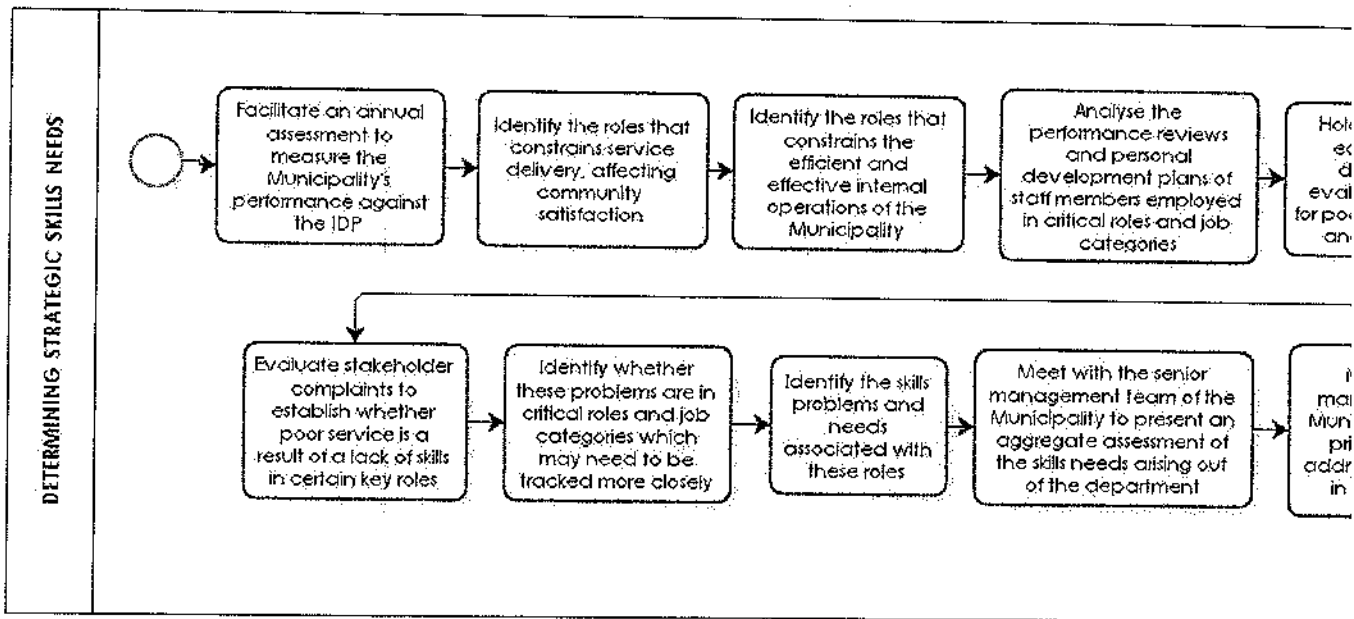 DETERMINING STRATEGIC SKILLS NEEDS
Facilitate an annual
assessment to
measure the
Municipality's
performance against
the IDP
Identify the roles that
constrains service
delivery, affecting
community
satisfaction
Identify the roles that
constrains the
efficient and
effective internal
operations of the
Municipality
Analyse the
performance reviews
and personal
development plans of
staff members employed
in critical roles and job
categories
for
Evaluate stakeholder
complaints to
establish whether
poor service is a
result of a lack of skills
in certain key roles
Identify whether
these problems are in
critical roles and job
categories which
may need to be
tracked more closely
Identify the skills
problems and
needs
associated with
these roles
Meet with the senior
management team of the
Municipality to present an
aggregate assessment of
the skills needs arising out
of the department
in